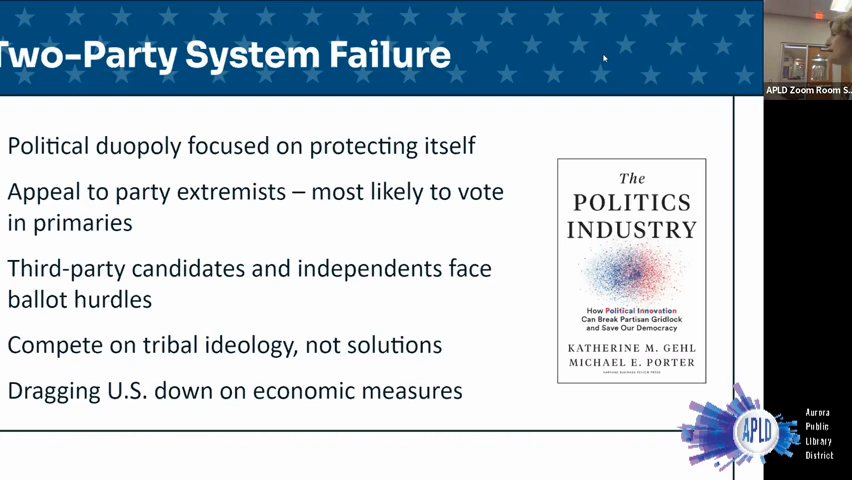 Two-Party System Failure
APLD Zoom Room S...
Political duopoly focused on protecting itself
Appeal to party extremists – most likely to vote
in primaries
Third-party candidates and independents face
ballot hurdles
Compete on tribal ideology, not solutions
Dragging U.S. down on economic measures
The
POLITICS
INDUSTRY
How Political Innovation
Can Break Partisan Gridlock
and Save Our Democracy
KATHERINE M. GEHL
MICHAEL E. PORTER
HARVARD BUSINESS REVIEW PRESS
APLD
Aurora
Public
Library
District